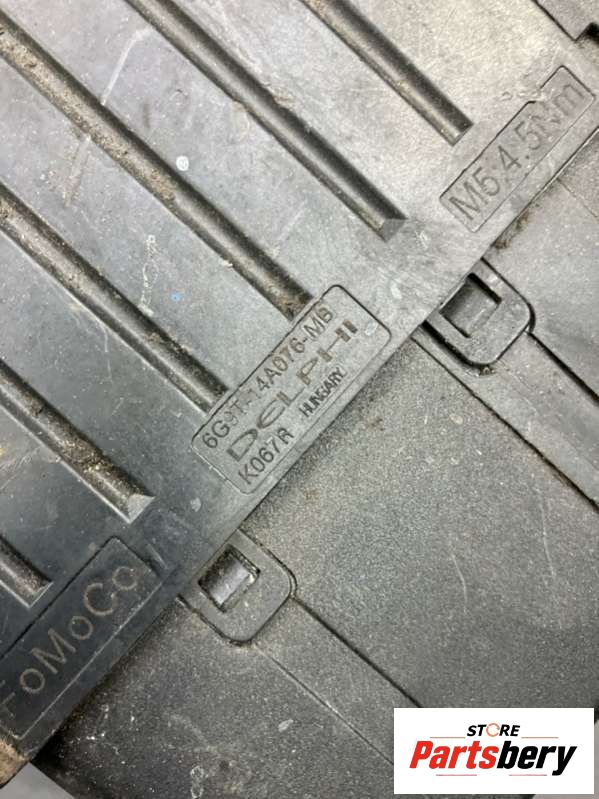 M5:4.5Nm
6G9T-14A076-MB
DELPHI
K067R HUNGARY
FoMoCo
STORE
Partsbery